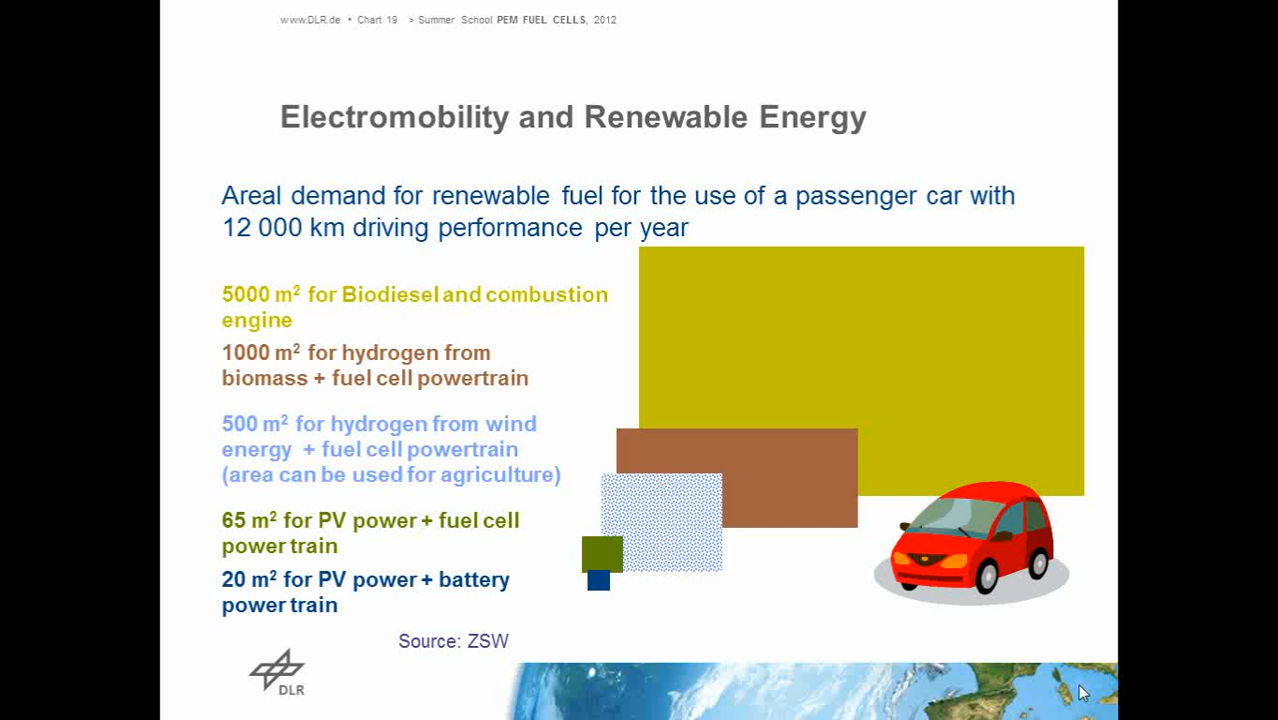 www.DLR.de • Chart 19 > Summer School PEM FUEL CELLS, 2012
Electromobility and Renewable Energy
Areal demand for renewable fuel for the use of a passenger car with
12 000 km driving performance per year
5000 m² for Biodiesel and combustion
engine
1000 m² for hydrogen from
biomass + fuel cell powertrain
500 m² for hydrogen from wind
energy + fuel cell powertrain
(area can be used for agriculture)
65 m² for PV power + fuel cell
power train
20 m² for PV power + battery
power train
Source: ZSW
DLR